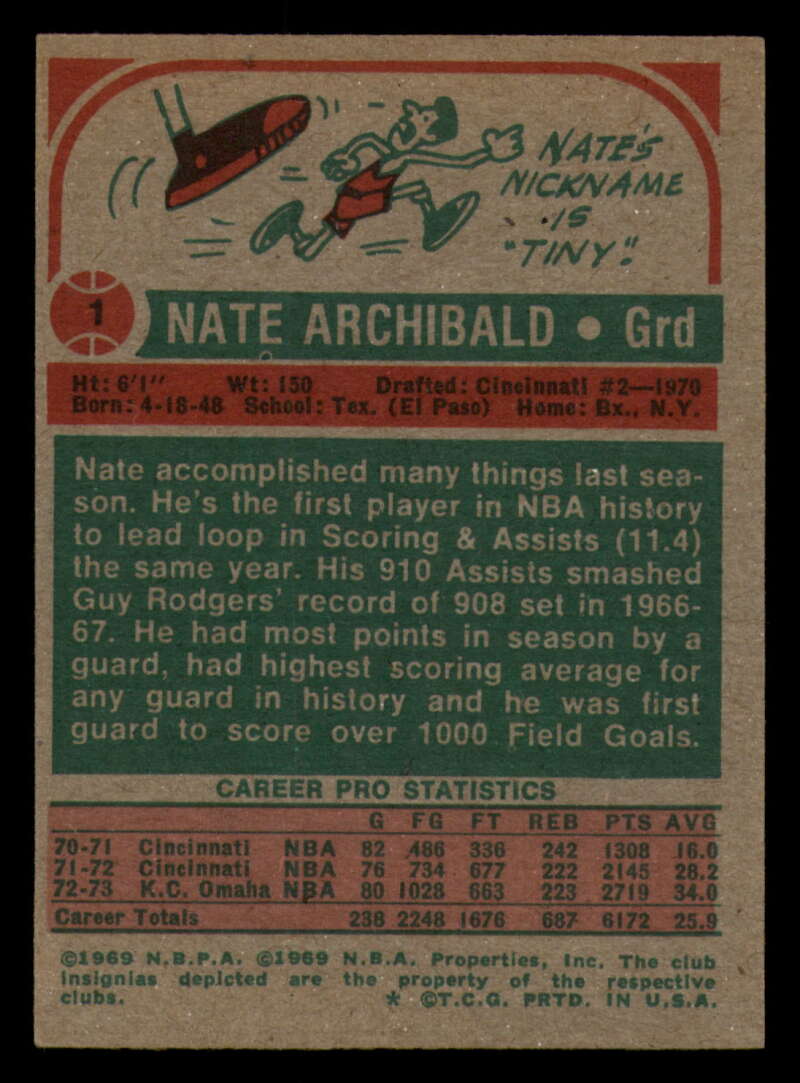 NATE'S
NICKNAME
IS
"TINY!"
1
NATE ARCHIBALD • Grd
Ht: 6'1" Wt: 150 Drafted: Cincinnati #2—1970
Born: 4-18-48 School: Tex. (El Paso) Home: Bx., N.Y.
Nate accomplished many things last sea-
son. He's the first player in NBA history
to lead loop in Scoring & Assists (11.4)
the same year. His 910 Assists smashed
Guy Rodgers' record of 908 set in 1966-
67. He had most points in season by a
guard, had highest scoring average for
any guard in history and he was first
guard to score over 1000 Field Goals.
CAREER PRO STATISTICS
G FG FT REB PTS AVG
70-71 Cincinnati NBA 82 486 336 242 1308 16.0
71-72 Cincinnati NBA 76 734 677 222 2145 28.2
72-73 K.C. Omaha NBA 80 1028 663 223 2719 34.0
Career Totals 238 2248 1676 687 6172 25.9
©1969 N.B.P.A. ©1969 N.B.A. Properties, Inc. The club
insignias depicted are the property of the respective
clubs. * ©T.C.G. PRTD. IN U.S.A.